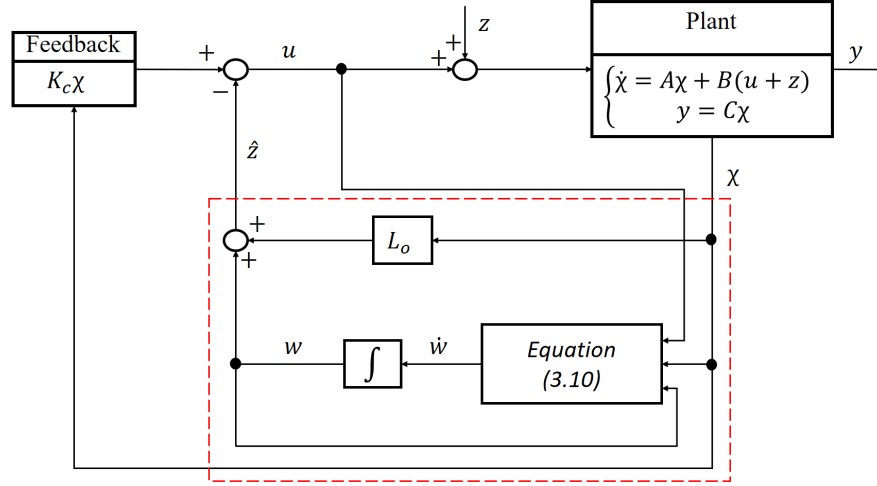 Feedback
K_cχ
+
−
u
+
+
z
Plant
χ̇ = Aχ + B(u + z)
y = Cχ
y
ẑ
χ
+
+
L_o
w
∫
ẇ
Equation
(3.10)